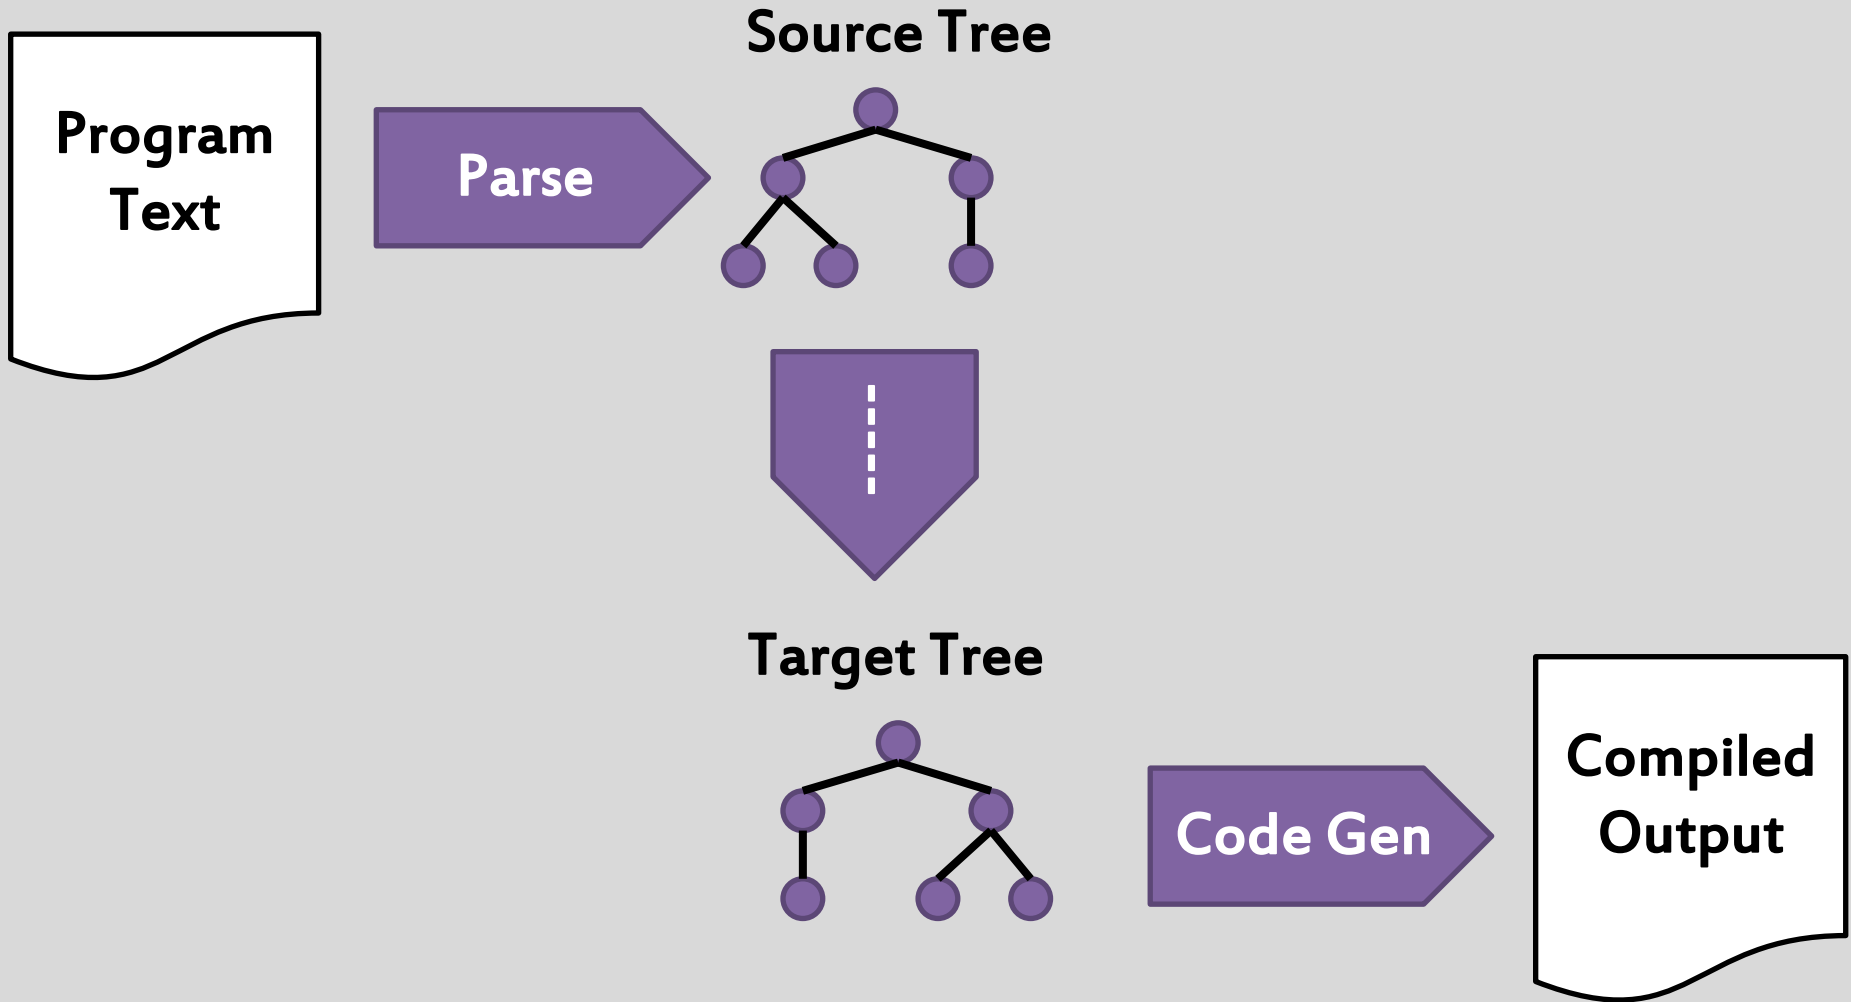 Source Tree
Program
Text
Parse
Target Tree
Code Gen
Compiled
Output